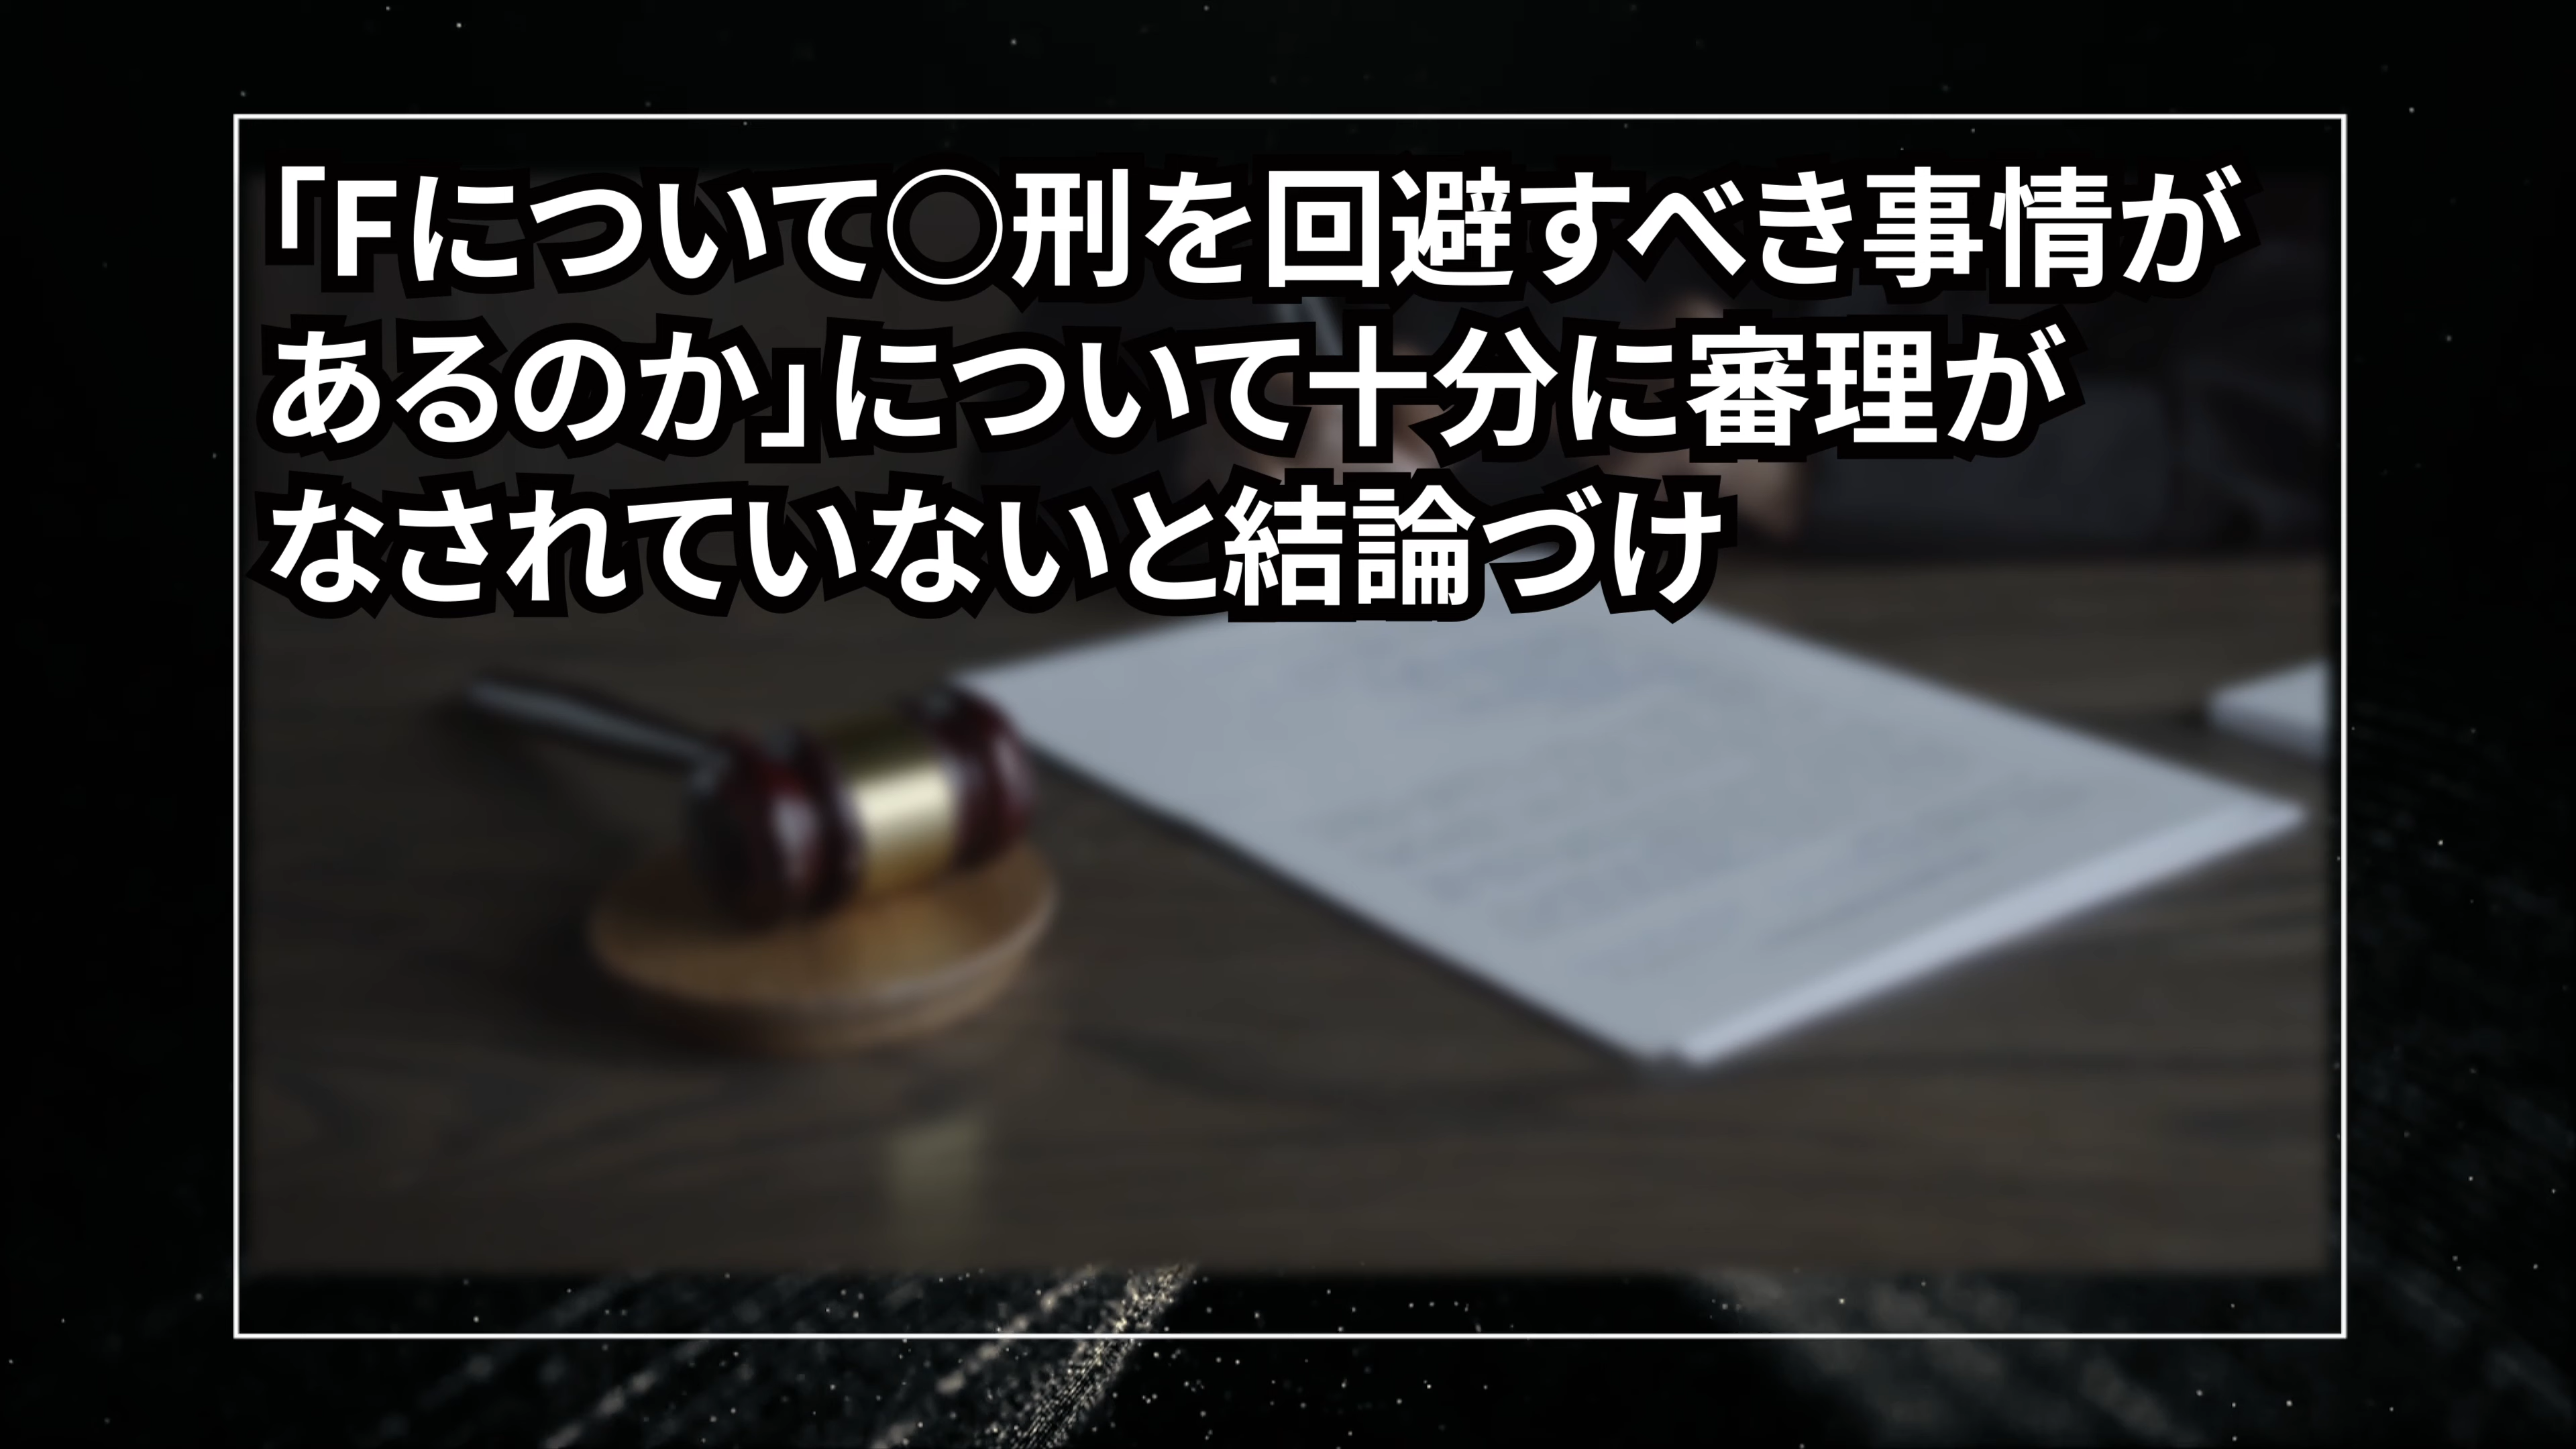 「Fについて◯刑を回避すべき事情が
あるのか」について十分に審理が
なされていないと結論づけ